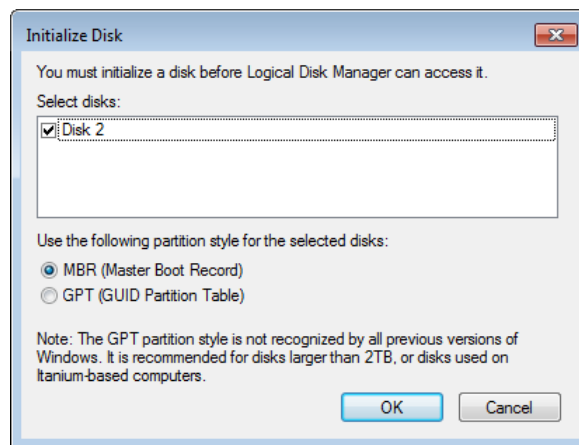 Initialize Disk
You must initialize a disk before Logical Disk Manager can access it.
Select disks:
Disk 2
Use the following partition style for the selected disks:
MBR (Master Boot Record)
GPT (GUID Partition Table)
Note: The GPT partition style is not recognized by all previous versions of
Windows. It is recommended for disks larger than 2TB, or disks used on
Itanium-based computers.
OK Cancel